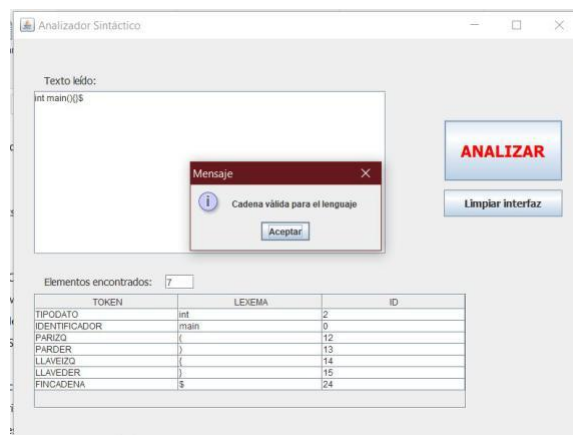 Analizador Sintáctico
Texto leído:
int main(){}$
ANALIZAR
Mensaje
Cadena válida para el lenguaje
Aceptar
Limpiar interfaz
Elementos encontrados: 7
TOKEN LEXEMA ID
TIPODATO int 2
IDENTIFICADOR main 0
PARIZQ ( 12
PARDER ) 13
LLAVEIZQ { 14
LLAVEDER } 15
FINCADENA $ 24